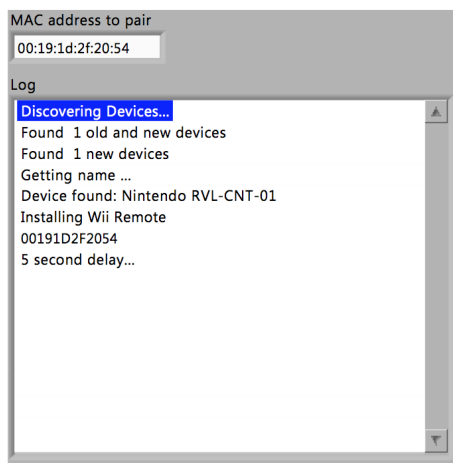 MAC address to pair
00:19:1d:2f:20:54
Log
Discovering Devices...
Found  1 old and new devices
Found  1 new devices
Getting name ...
Device found: Nintendo RVL-CNT-01
Installing Wii Remote
00191D2F2054
5 second delay...